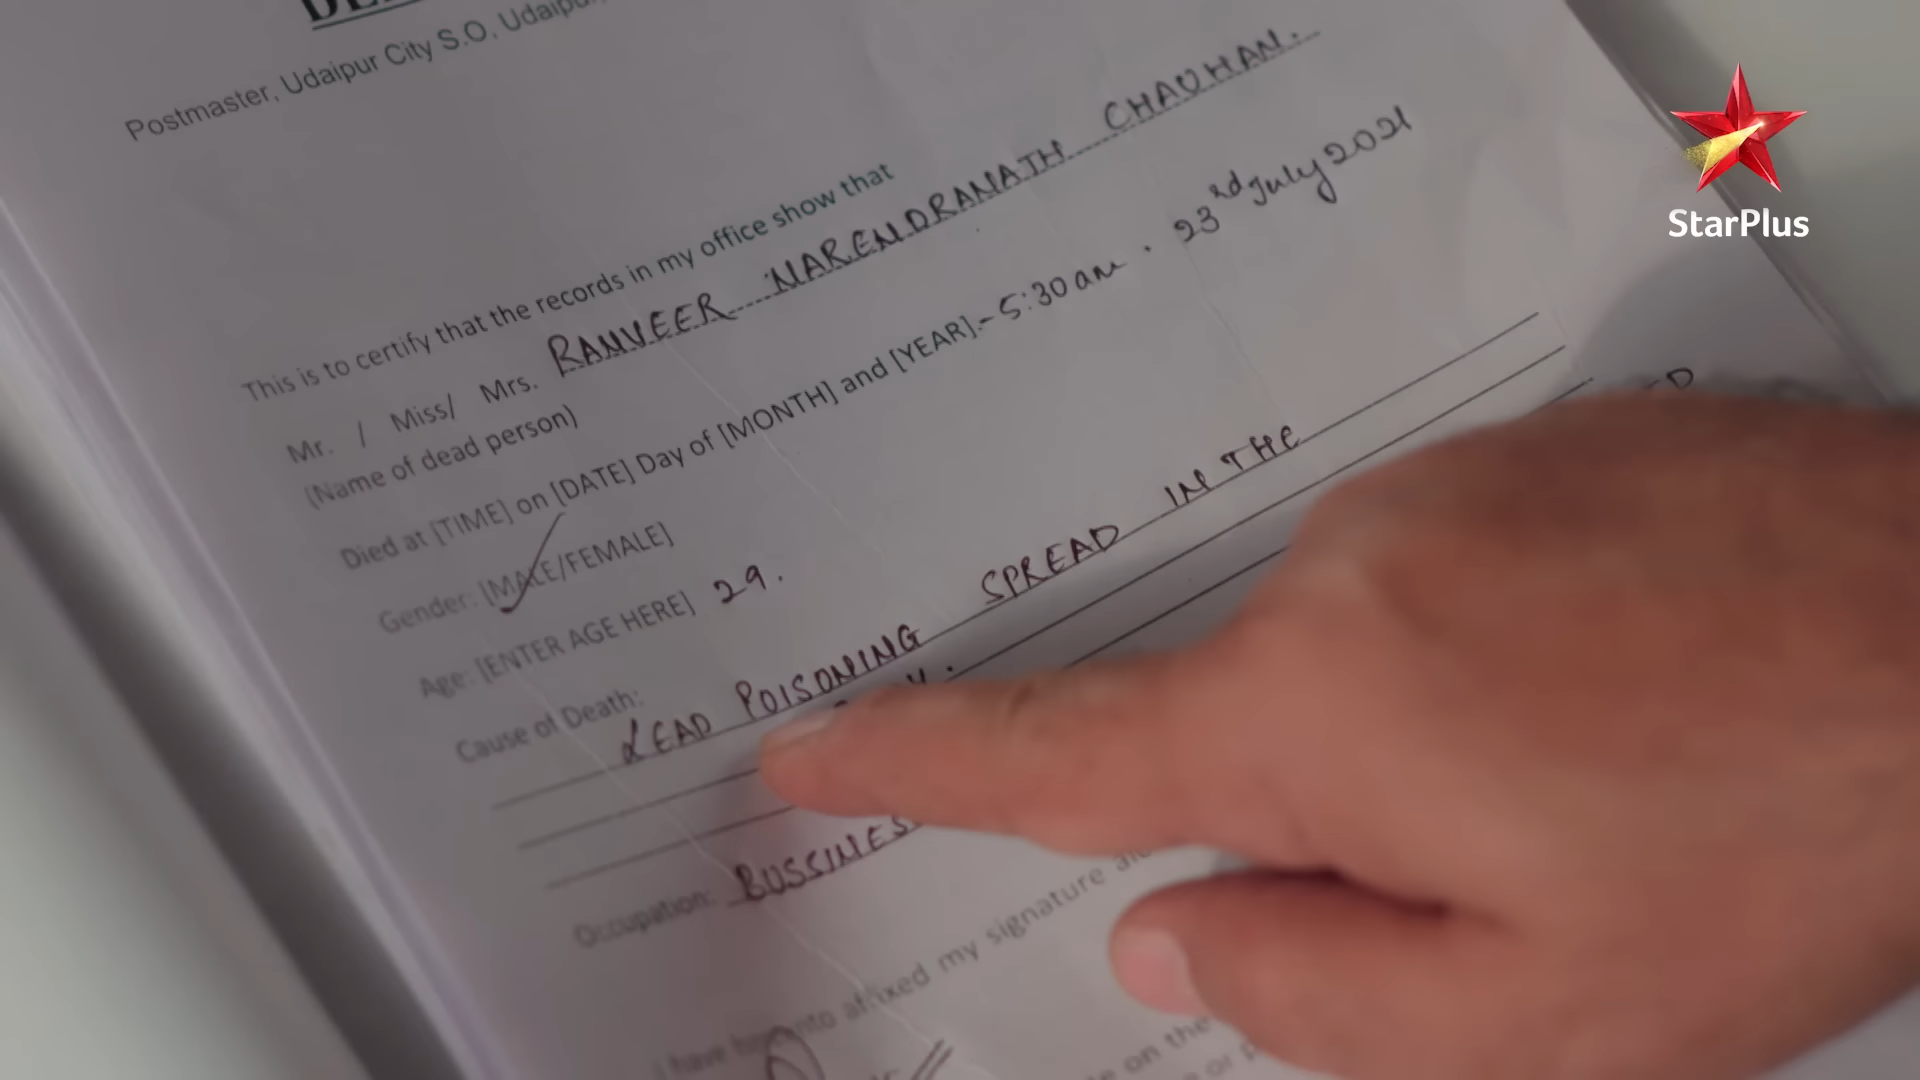 Postmaster, Udaipur City S.O, Udaipur,
This is to certify that the records in my office show that
Mr. / Miss/ Mrs. RANVEER NARENDRANATH CHAUHAN.
(Name of dead person)
Died at [TIME] on [DATE] Day of [MONTH] and [YEAR].- 5:30 am . 23rd July 2021
Gender: [MALE/FEMALE]
Age: [ENTER AGE HERE] 29.
Cause of Death: LEAD POISONING SPREAD IN THE
Occupation:
I have
affixed my signature
on the
StarPlus